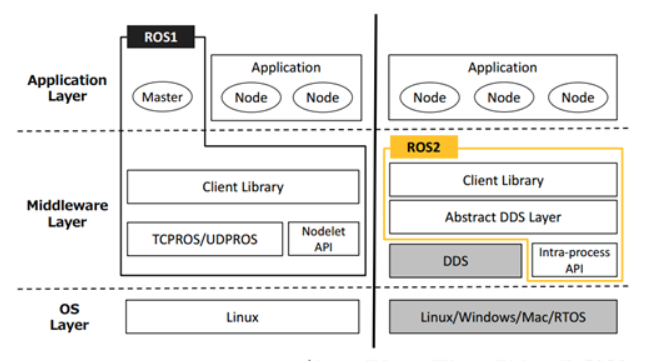 ROS1
Application
Layer
Master
Application
Node
Node
Application
Node
Node
Node
Middleware
Layer
Client Library
TCPROS/UDPROS
Nodelet
API
ROS2
Client Library
Abstract DDS Layer
DDS
Intra-process
API
OS
Layer
Linux
Linux/Windows/Mac/RTOS